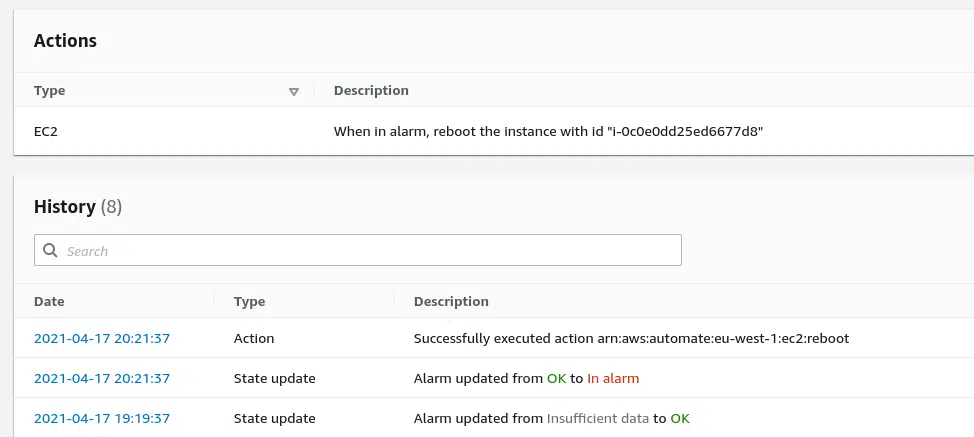 Actions
Type Description
EC2 When in alarm, reboot the instance with id "i-0c0e0dd25ed6677d8"
History (8)
Search
Date Type Description
2021-04-17 20:21:37 Action Successfully executed action arn:aws:automate:eu-west-1:ec2:reboot
2021-04-17 20:21:37 State update Alarm updated from OK to In alarm
2021-04-17 19:19:37 State update Alarm updated from Insufficient data to OK